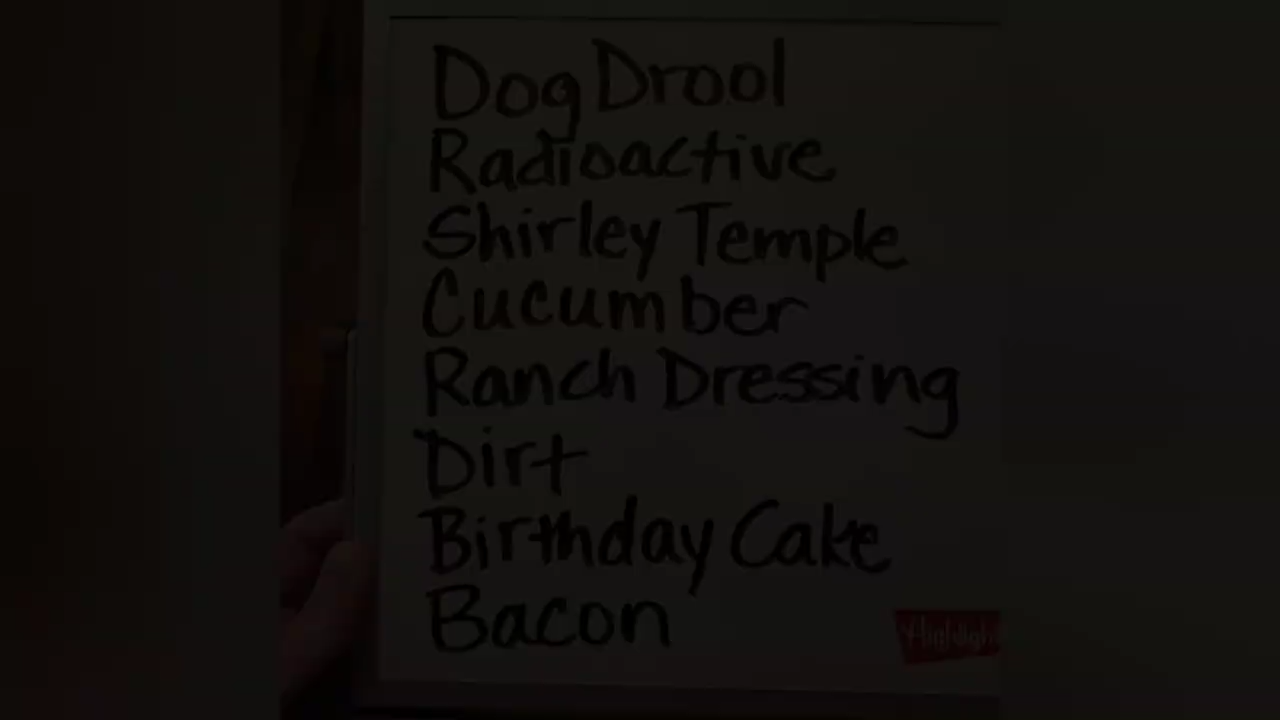 Dog Drool
Radioactive
Shirley Temple
Cucumber
Ranch Dressing
Dirt
Birthday Cake
Bacon